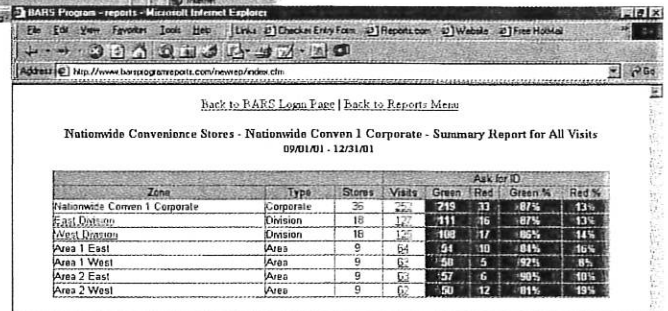 BARS Program - reports - Microsoft Internet Explorer
File Edit View Favorites Tools Help Links Checker Entry Form Reports.com Website Free HotMail
Address http://www.barsprogramreports.com/newrep/index.cfm Go
Back to BARS Login Page | Back to Reports Menu
Nationwide Convenience Stores - Nationwide Conven 1 Corporate - Summary Report for All Visits
09/01/01 - 12/31/01
Ask for ID
Zone Type Stores Visits Green Red Green % Red %
Nationwide Conven 1 Corporate Corporate 36 252 219 33 87% 13%
East Division Division 18 127 111 16 87% 13%
West Division Division 18 125 108 17 86% 14%
Area 1 East Area 9 64 54 10 84% 16%
Area 1 West Area 9 63 58 5 92% 8%
Area 2 East Area 9 63 57 6 90% 10%
Area 2 West Area 9 62 50 12 81% 19%